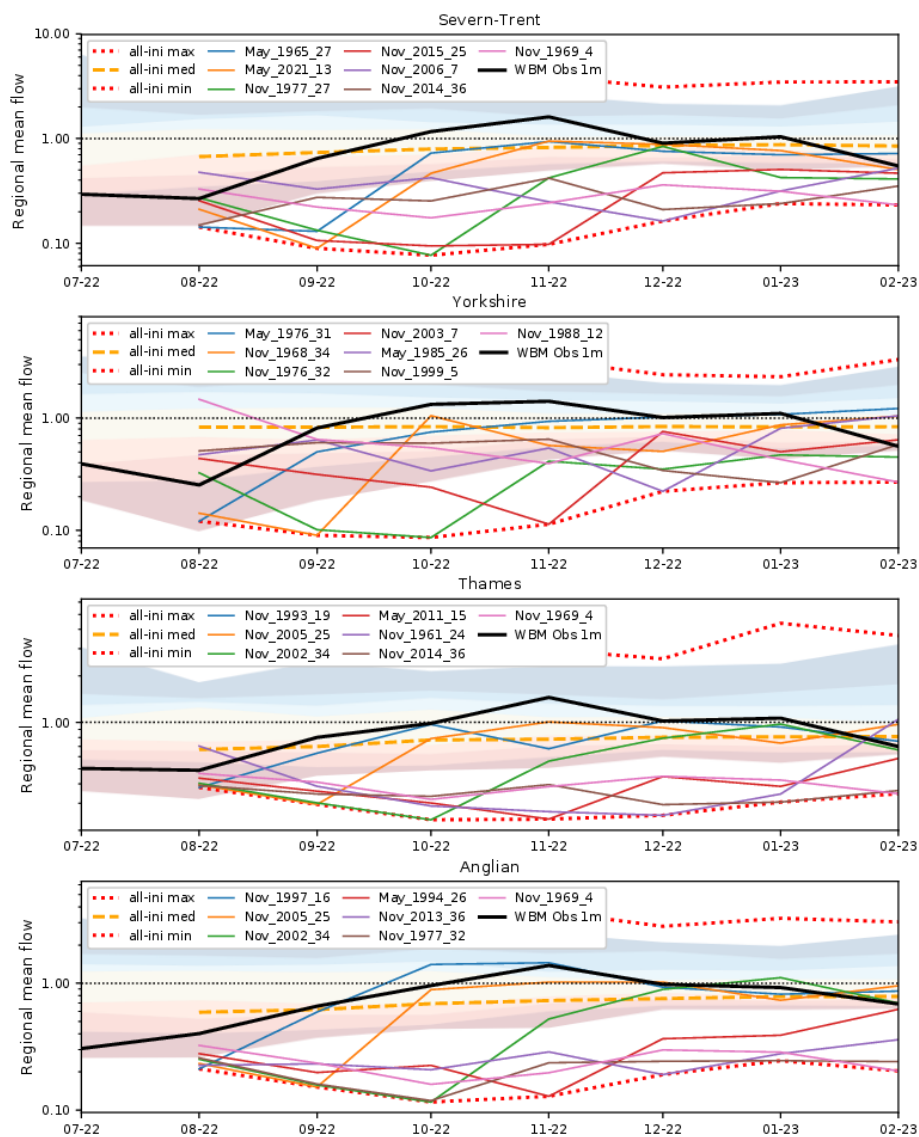 Severn-Trent
10.00
all-ini max May_1965_27 Nov_2015_25 Nov_1969_4
all-ini med May_2021_13 Nov_2006_7 WBM Obs 1m
all-ini min Nov_1977_27 Nov_2014_36
1.00
0.10
Regional mean flow
07-22 08-22 09-22 10-22 11-22 12-22 01-23 02-23
Yorkshire
all-ini max May_1976_31 Nov_2003_7 Nov_1988_12
all-ini med Nov_1968_34 May_1985_26 WBM Obs 1m
all-ini min Nov_1976_32 Nov_1999_5
1.00
0.10
Regional mean flow
07-22 08-22 09-22 10-22 11-22 12-22 01-23 02-23
Thames
all-ini max Nov_1993_19 May_2011_15 Nov_1969_4
all-ini med Nov_2005_25 Nov_1961_24 WBM Obs 1m
all-ini min Nov_2002_34 Nov_2014_36
1.00
Regional mean flow
07-22 08-22 09-22 10-22 11-22 12-22 01-23 02-23
Anglian
all-ini max Nov_1997_16 May_1994_26 Nov_1969_4
all-ini med Nov_2005_25 Nov_2013_36 WBM Obs 1m
all-ini min Nov_2002_34 Nov_1977_32
1.00
0.10
Regional mean flow
07-22 08-22 09-22 10-22 11-22 12-22 01-23 02-23